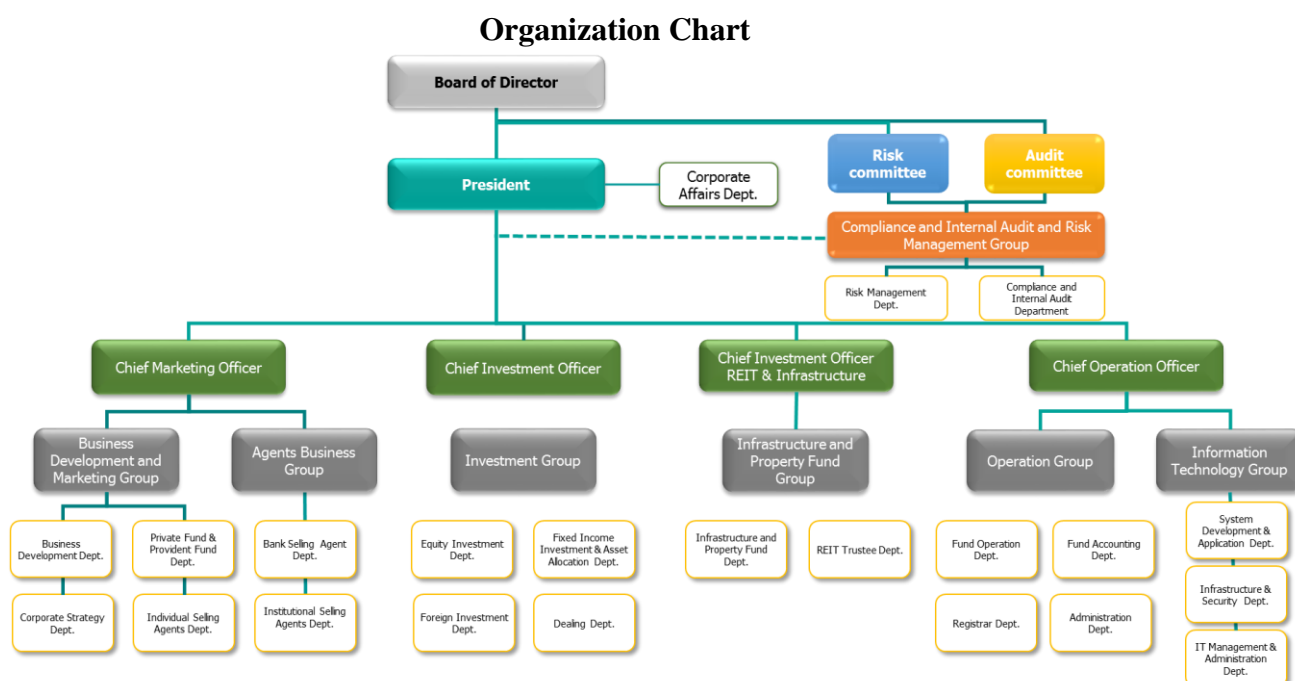 Organization Chart
Board of Director
Risk
committee
Audit
committee
President
Corporate
Affairs Dept.
Compliance and Internal Audit and Risk
Management Group
Risk Management
Dept.
Compliance and
Internal Audit
Department
Chief Marketing Officer
Chief Investment Officer
Chief Investment Officer
REIT & Infrastructure
Chief Operation Officer
Business
Development and
Marketing Group
Agents Business
Group
Investment Group
Infrastructure and
Property Fund
Group
Operation Group
Information
Technology Group
Business
Development Dept.
Private Fund &
Provident Fund
Dept.
Bank Selling Agent
Dept.
Equity Investment
Dept.
Fixed Income
Investment & Asset
Allocation Dept.
Infrastructure and
Property Fund
Dept.
REIT Trustee Dept.
Fund Operation
Dept.
Fund Accounting
Dept.
System
Development &
Application Dept.
Corporate Strategy
Dept.
Individual Selling
Agents Dept.
Institutional Selling
Agents Dept.
Foreign Investment
Dept.
Dealing Dept.
Registrar Dept.
Administration
Dept.
Infrastructure &
Security Dept.
IT Management &
Administration
Dept.